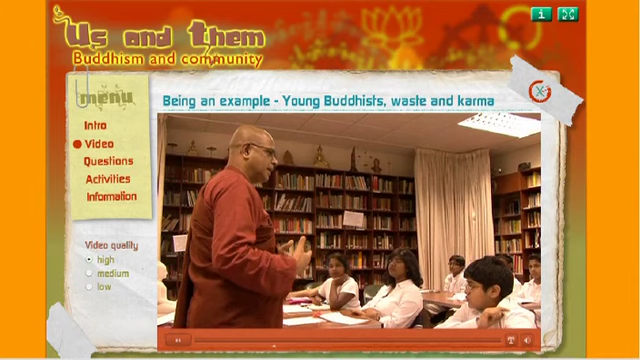 Us and them
Buddhism and community
menu
Being an example - Young Buddhists, waste and karma
Intro
Video
Questions
Activities
Information
Video quality
high
medium
low